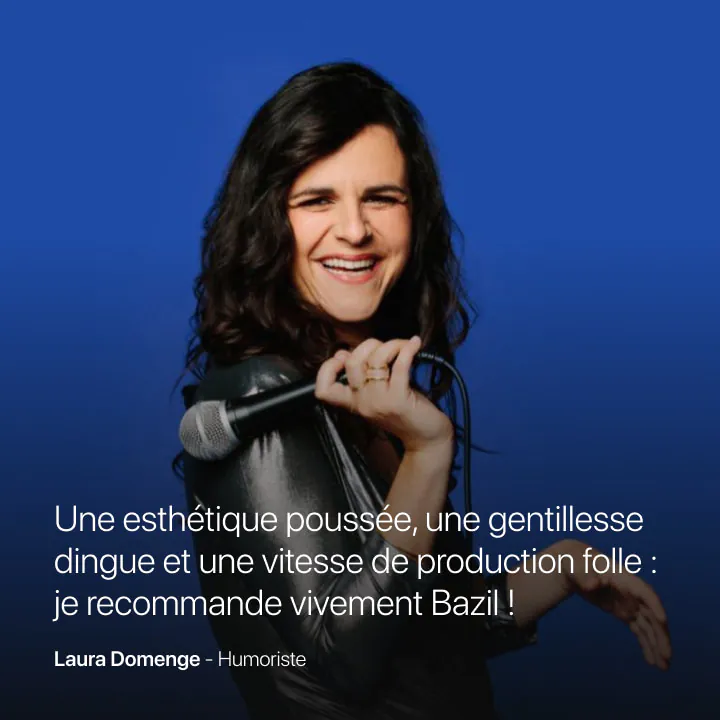 Une esthétique poussée, une gentillesse
dingue et une vitesse de production folle :
je recommande vivement Bazil !
Laura Domenge - Humoriste